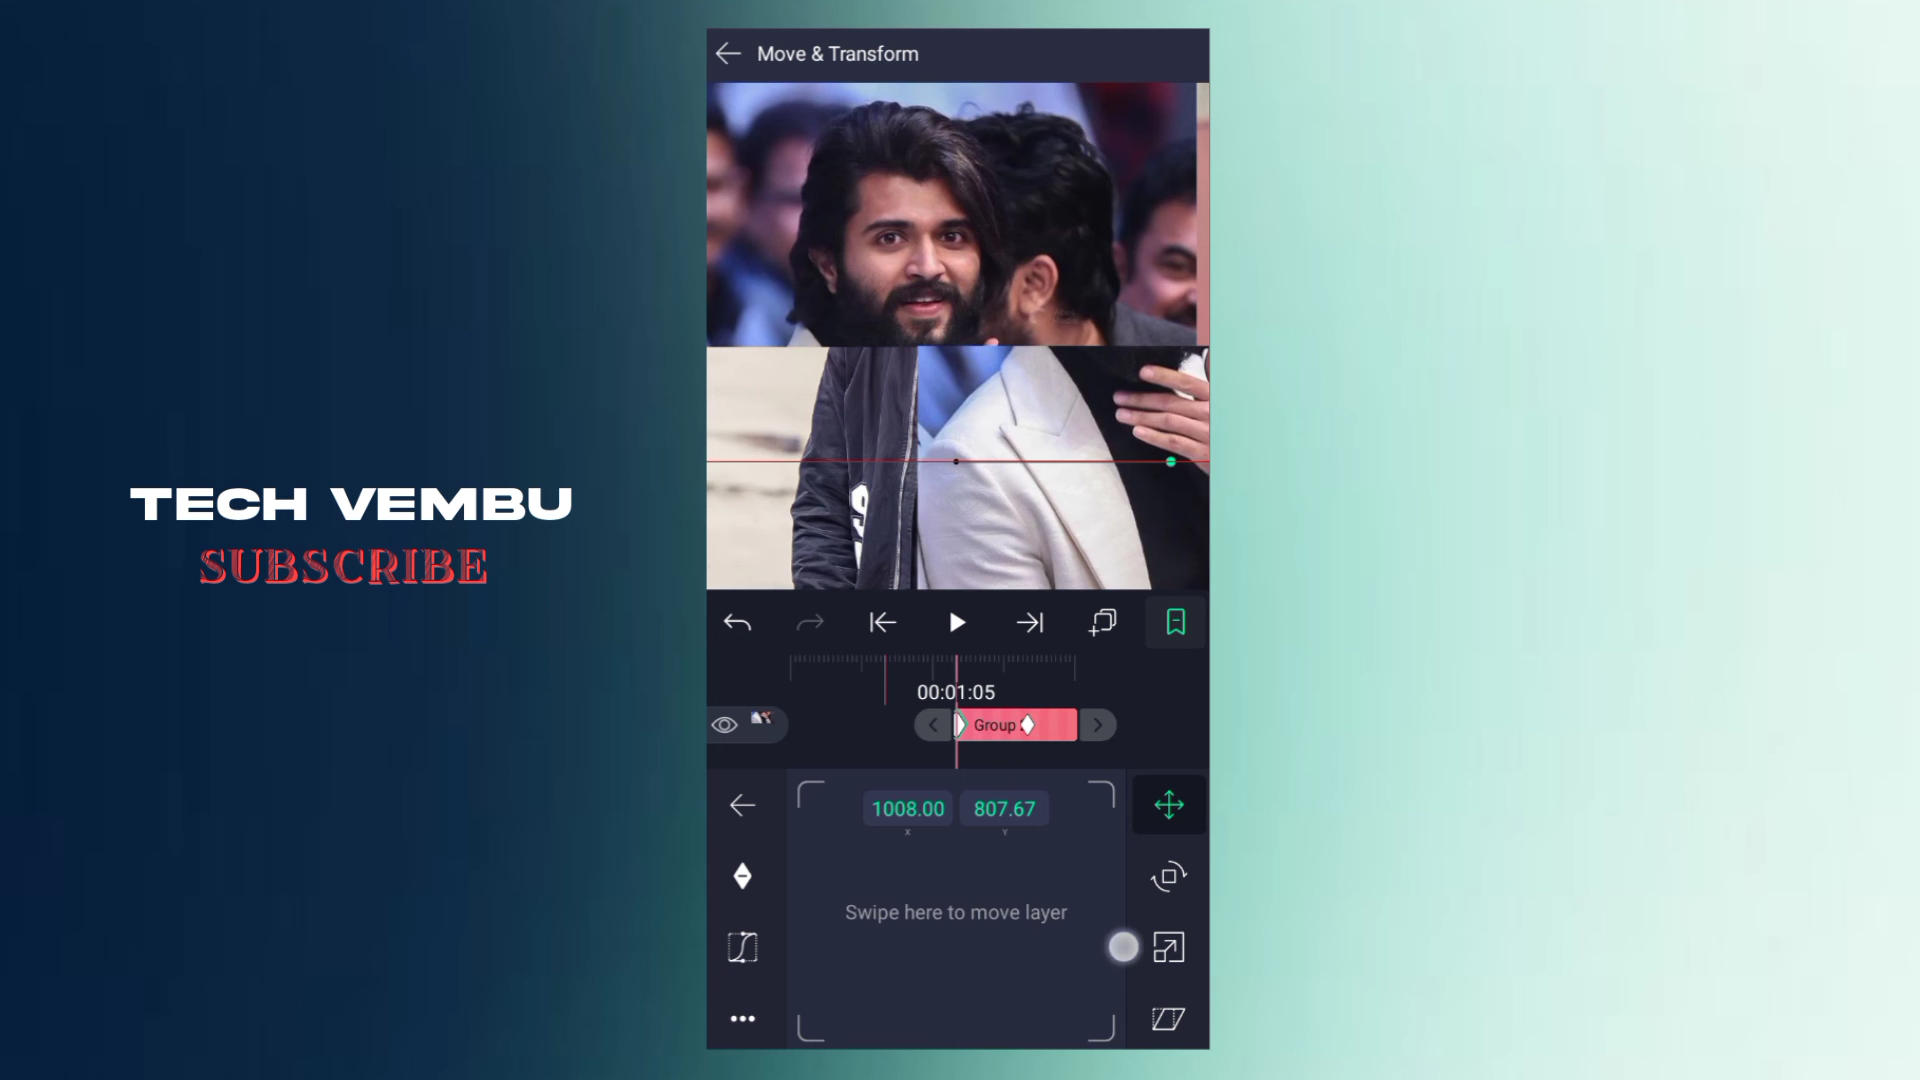 Move & Transform
TECH VEMBU
SUBSCRIBE
00:01:05
Group
1008.00 807.67
X Y
Swipe here to move layer